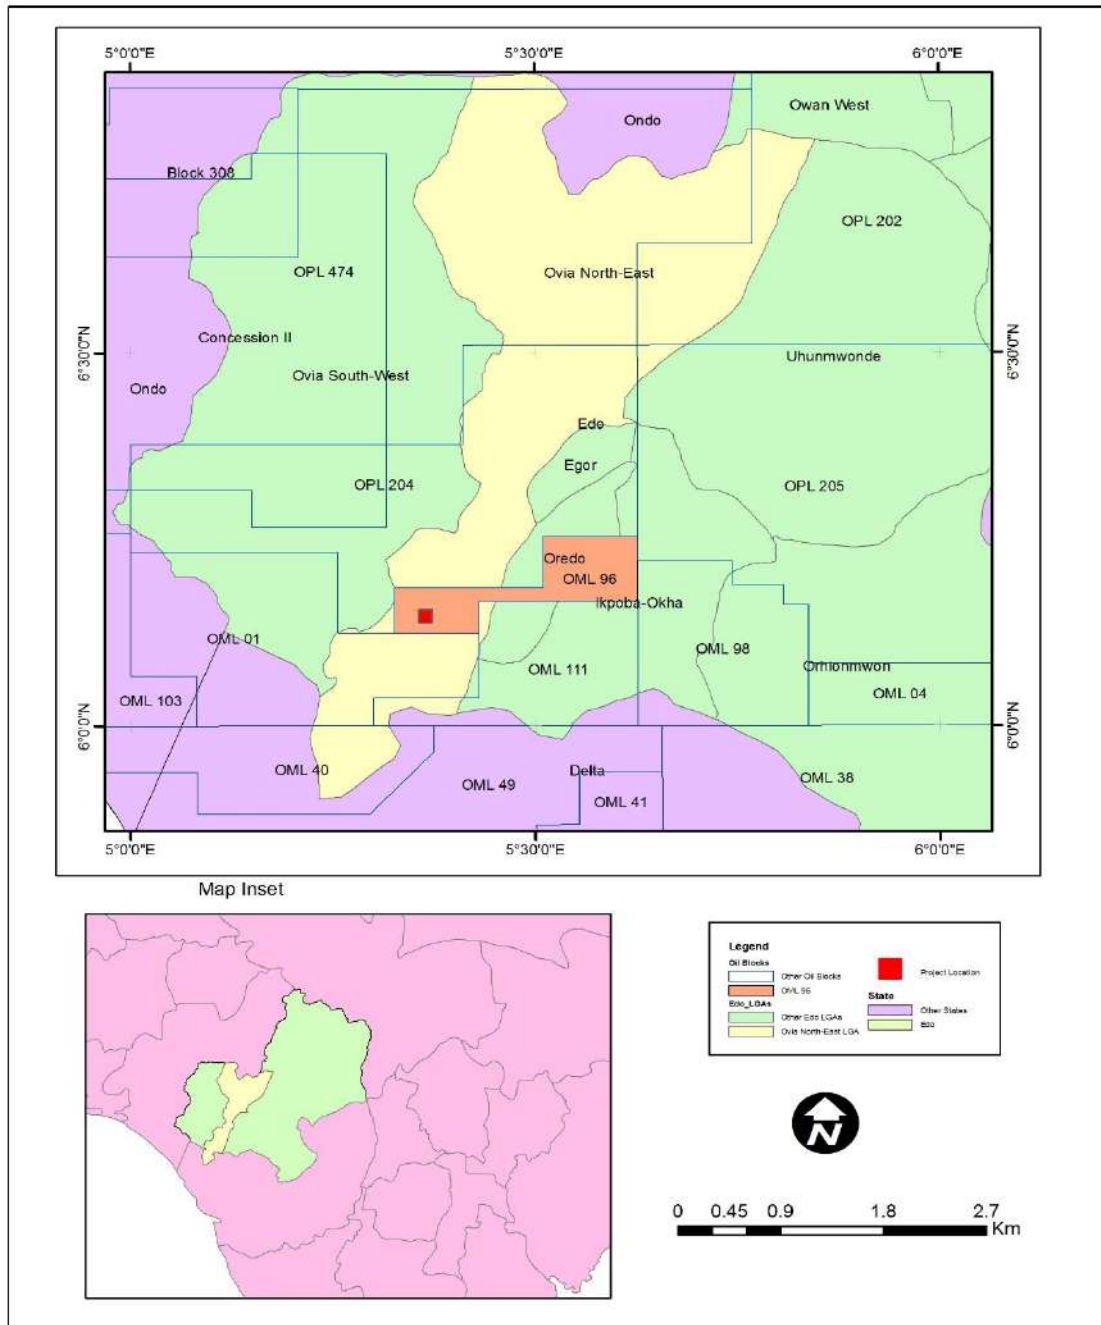 5°0'0"E 5°30'0"E 6°0'0"E
Owan West
Ondo
Block 308
OPL 202
OPL 474
Ovia North-East
Concession II
6°30'0"N 6°30'0"N
Uhunmwonde
Ovia South-West
Ondo
Edo
Egor
OPL 204
OPL 205
Oredo
OML 96
Ikpoba-Okha
OML 01
OML 98
OML 111
Orhionmwon
OML 103
OML 04
6°0'0"N 6°0'0"N
OML 40
Delta
OML 49
OML 38
OML 41
5°0'0"E 5°30'0"E 6°0'0"E
Map Inset
Legend
Oil Blocks
Other Oil Blocks
OML 96
Edo_LGAs
Other Edo LGAs
Ovia North-East LGA
Project Location
State
Other States
Edo
N
0 0.45 0.9 1.8 2.7
Km